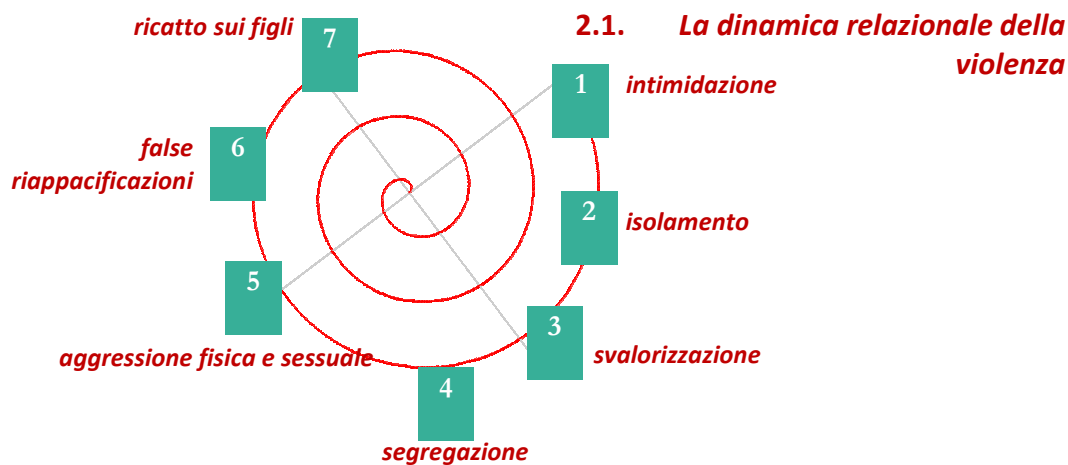 2.1. La dinamica relazionale della
violenza
1
intimidazione
2
isolamento
3
svalorizzazione
4
segregazione
5
aggressione fisica e sessuale
6
false
riappacificazioni
7
ricatto sui figli